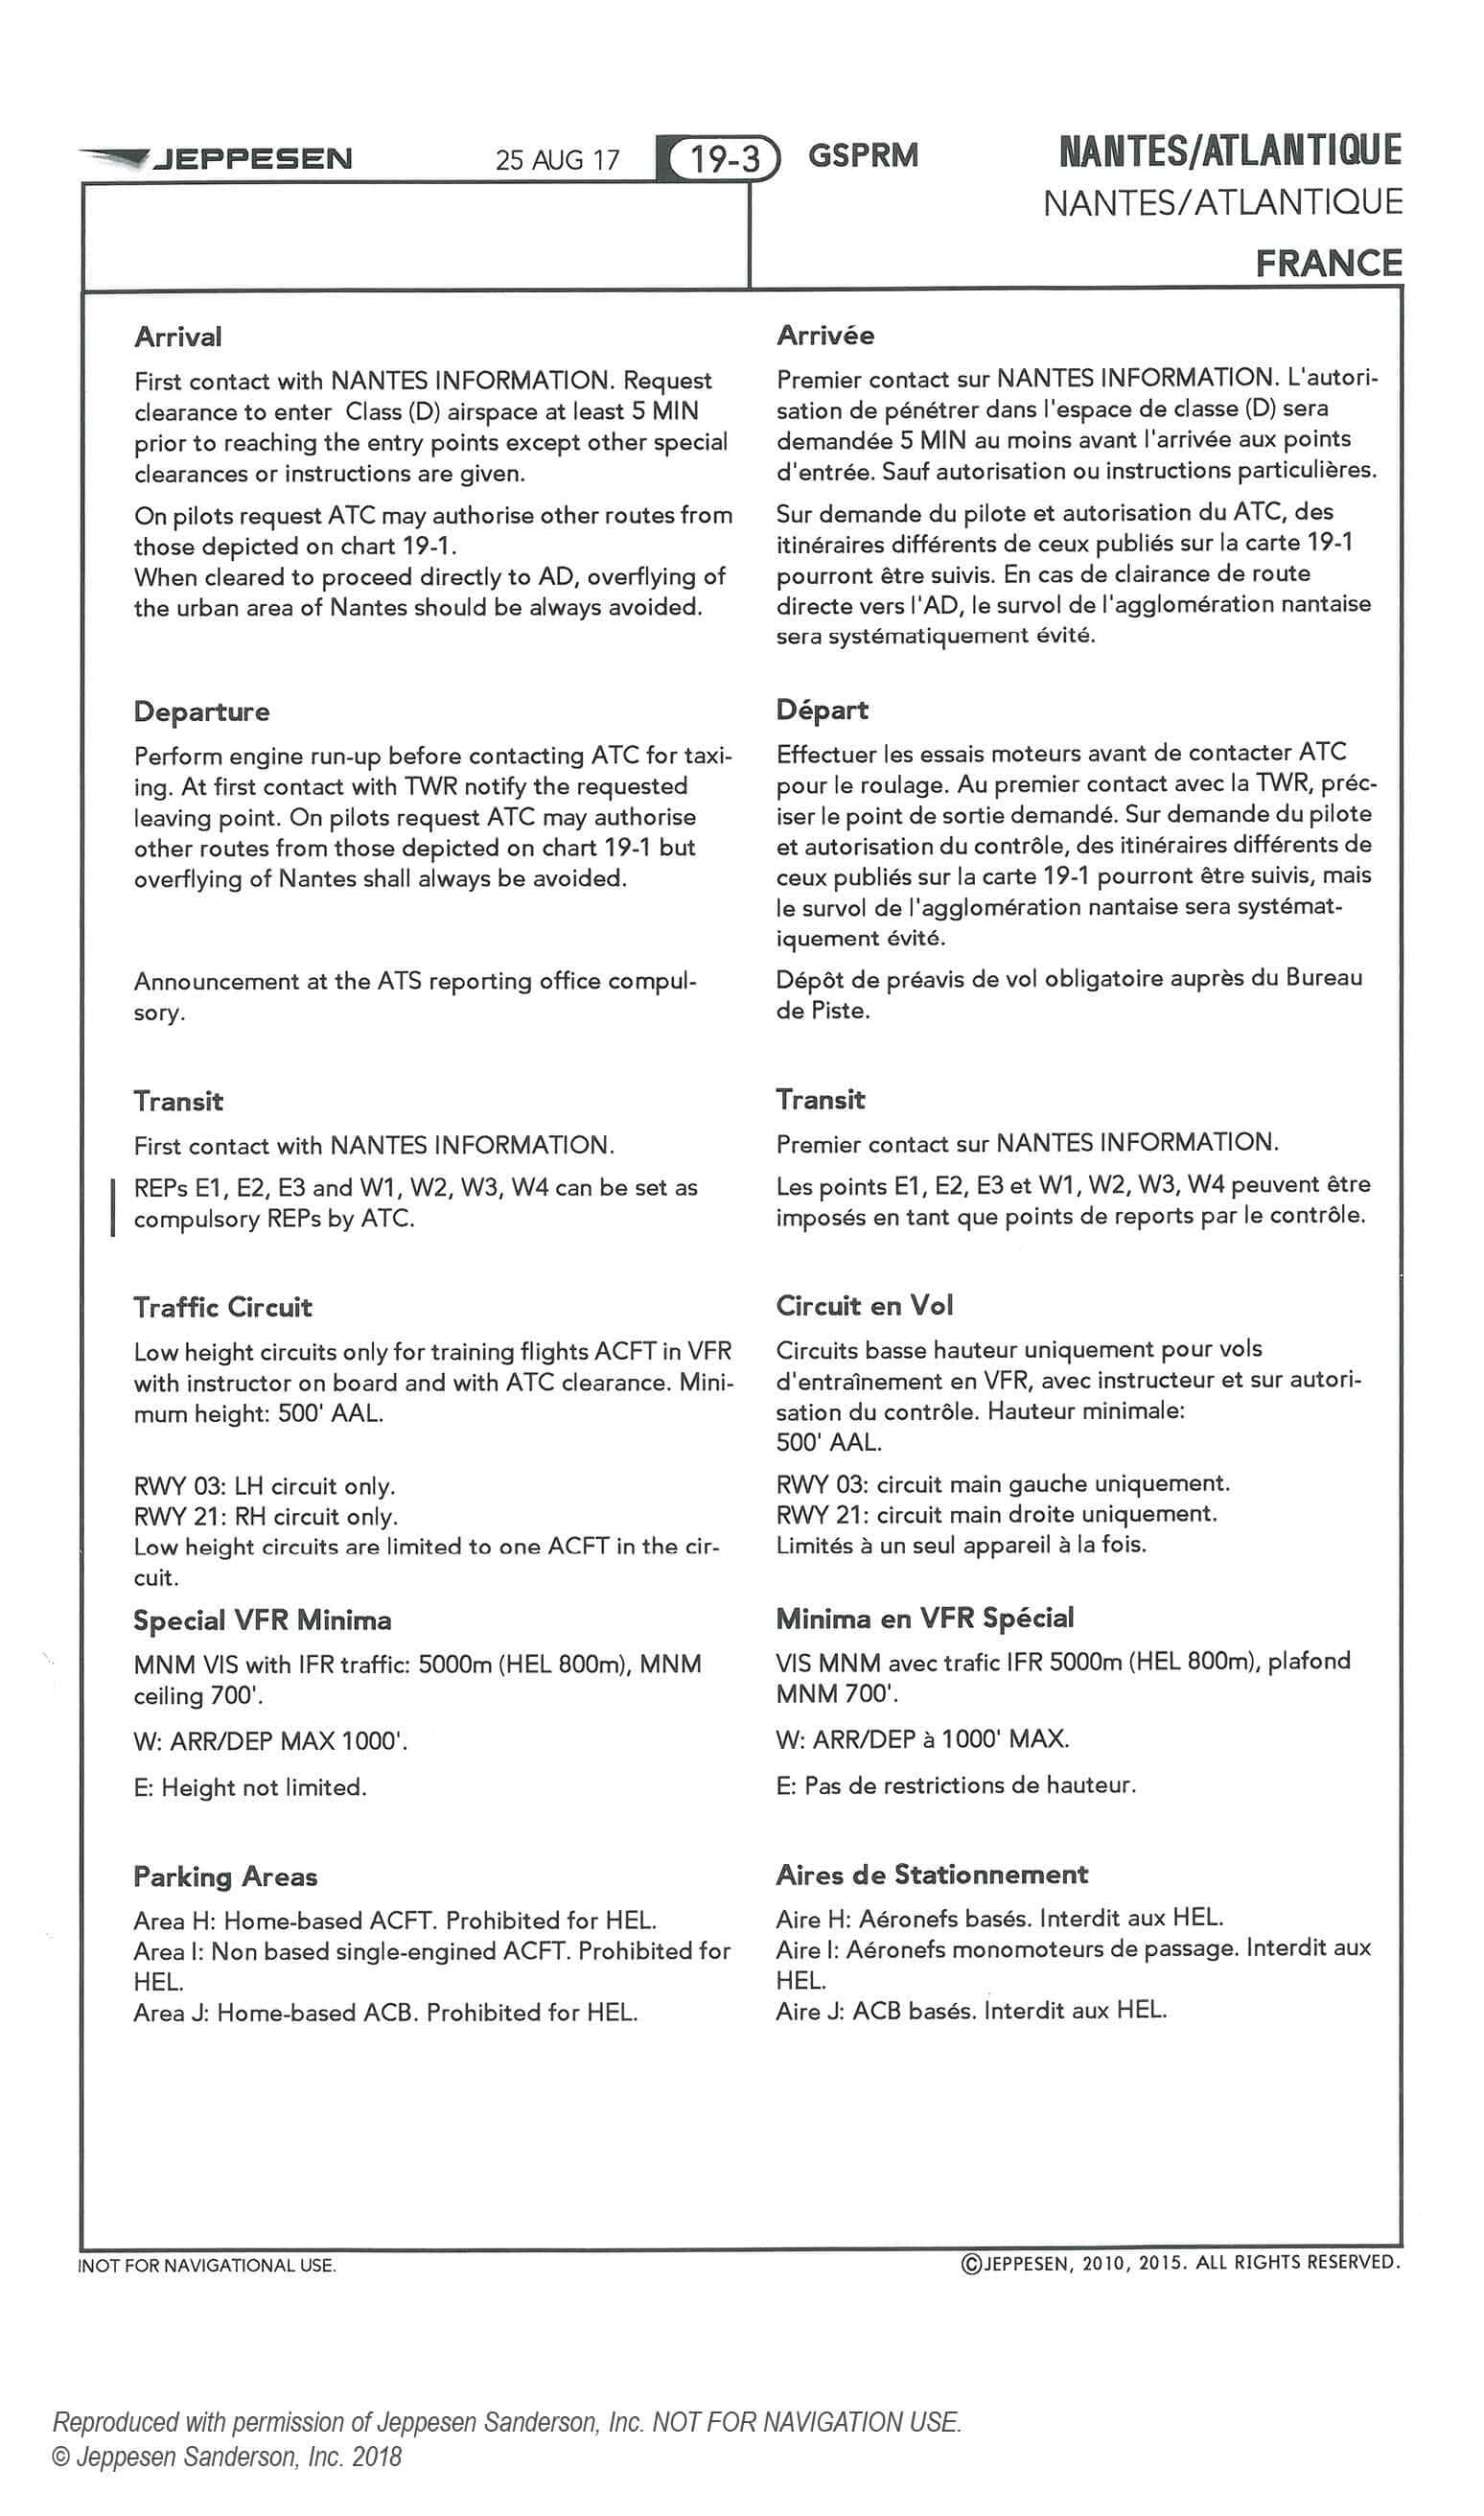 JEPPESEN
25 AUG 17
19-3
GSPRM
NANTES/ATLANTIQUE
NANTES/ATLANTIQUE
FRANCE
Arrival
First contact with NANTES INFORMATION. Request
clearance to enter Class (D) airspace at least 5 MIN
prior to reaching the entry points except other special
clearances or instructions are given.
On pilots request ATC may authorise other routes from
those depicted on chart 19-1.
When cleared to proceed directly to AD, overflying of
the urban area of Nantes should be always avoided.
Departure
Perform engine run-up before contacting ATC for taxi-
ing. At first contact with TWR notify the requested
leaving point. On pilots request ATC may authorise
other routes from those depicted on chart 19-1 but
overflying of Nantes shall always be avoided.
Announcement at the ATS reporting office compul-
sory.
Transit
First contact with NANTES INFORMATION.
REPs E1, E2, E3 and W1, W2, W3, W4 can be set as
compulsory REPs by ATC.
Traffic Circuit
Low height circuits only for training flights ACFT in VFR
with instructor on board and with ATC clearance. Mini-
mum height: 500' AAL.
RWY 03: LH circuit only.
RWY 21: RH circuit only.
Low height circuits are limited to one ACFT in the cir-
cuit.
Special VFR Minima
MNM VIS with IFR traffic: 5000m (HEL 800m), MNM
ceiling 700'.
W: ARR/DEP MAX 1000'.
E: Height not limited.
Parking Areas
Area H: Home-based ACFT. Prohibited for HEL.
Area I: Non based single-engined ACFT. Prohibited for
HEL.
Area J: Home-based ACB. Prohibited for HEL.
Arrivée
Premier contact sur NANTES INFORMATION. L'autori-
sation de pénétrer dans l'espace de classe (D) sera
demandée 5 MIN au moins avant l'arrivée aux points
d'entrée. Sauf autorisation ou instructions particulières.
Sur demande du pilote et autorisation du ATC, des
itinéraires différents de ceux publiés sur la carte 19-1
pourront être suivis. En cas de clairance de route
directe vers l'AD, le survol de l'agglomération nantaise
sera systématiquement évité.
Départ
Effectuer les essais moteurs avant de contacter ATC
pour le roulage. Au premier contact avec la TWR, préc-
iser le point de sortie demandé. Sur demande du pilote
et autorisation du contrôle, des itinéraires différents de
ceux publiés sur la carte 19-1 pourront être suivis, mais
le survol de l'agglomération nantaise sera systémat-
iquement évité.
Dépôt de préavis de vol obligatoire auprès du Bureau
de Piste.
Transit
Premier contact sur NANTES INFORMATION.
Les points E1, E2, E3 et W1, W2, W3, W4 peuvent être
imposés en tant que points de reports par le contrôle.
Circuit en Vol
Circuits basse hauteur uniquement pour vols
d'entraînement en VFR, avec instructeur et sur autori-
sation du contrôle. Hauteur minimale:
500' AAL.
RWY 03: circuit main gauche uniquement.
RWY 21: circuit main droite uniquement.
Limités à un seul appareil à la fois.
Minima en VFR Spécial
VIS MNM avec trafic IFR 5000m (HEL 800m), plafond
MNM 700'.
W: ARR/DEP à 1000' MAX.
E: Pas de restrictions de hauteur.
Aires de Stationnement
Aire H: Aéronefs basés. Interdit aux HEL.
Aire I: Aéronefs monomoteurs de passage. Interdit aux
HEL.
Aire J: ACB basés. Interdit aux HEL.
NOT FOR NAVIGATIONAL USE.
©JEPPESEN, 2010, 2015. ALL RIGHTS RESERVED.
Reproduced with permission of Jeppesen Sanderson, Inc. NOT FOR NAVIGATION USE.
© Jeppesen Sanderson, Inc. 2018